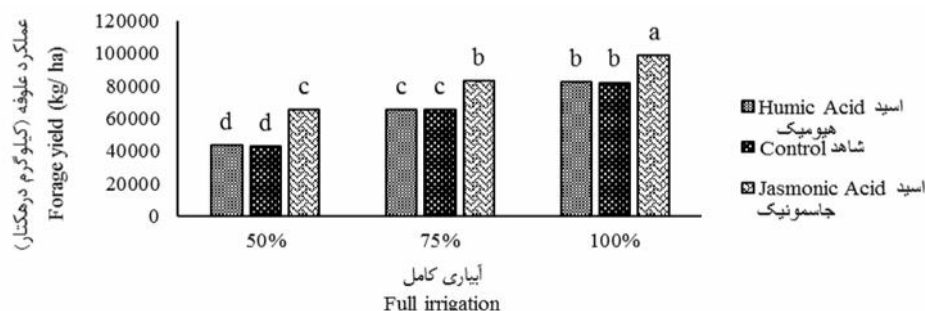 عملکرد علوفه (کیلوگرم درهکتار)
Forage yield (kg/ ha)
120000
100000
80000
60000
40000
20000
0
d d c
c c b
b b a
50% 75% 100%
آبیاری کامل
Full irrigation
Humic Acid اسید
هیومیک
Control شاهد
Jasmonic Acid اسید
جاسمونیک